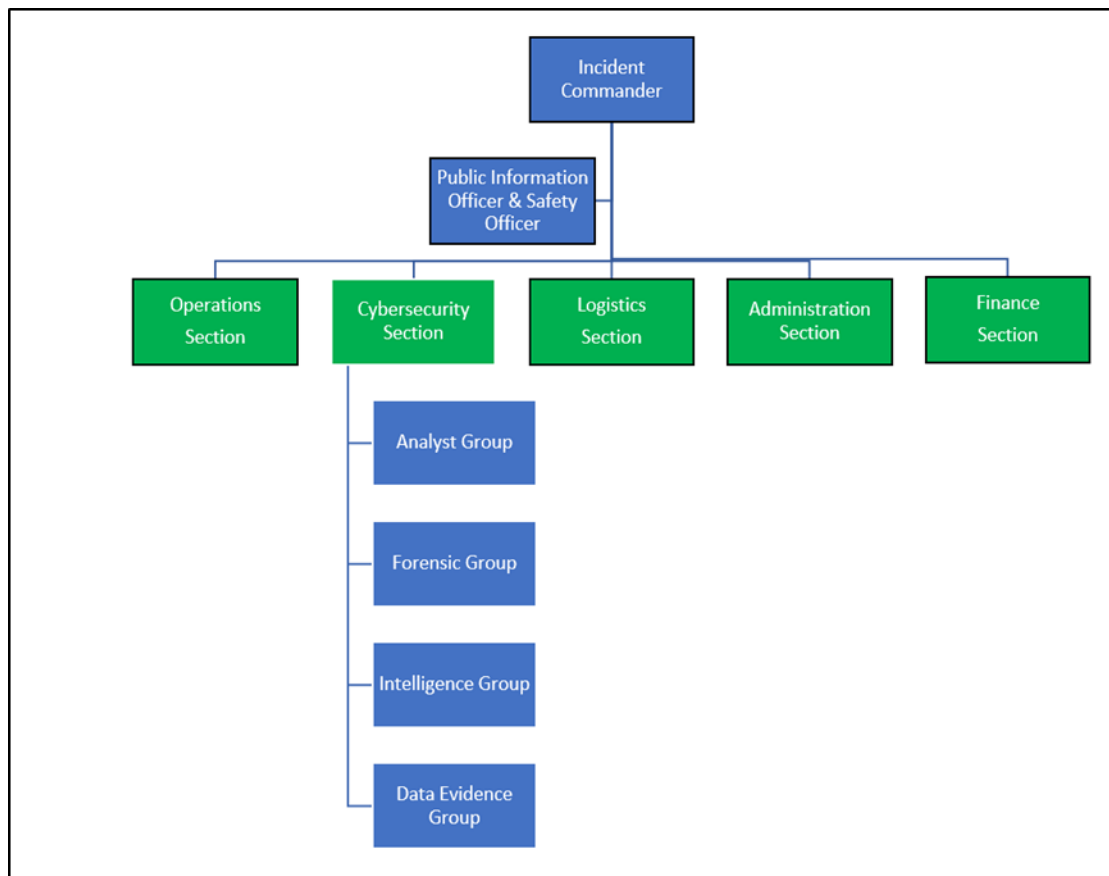 Incident
Commander
Public Information
Officer & Safety
Officer
Operations
Section
Cybersecurity
Section
Logistics
Section
Administration
Section
Finance
Section
Analyst Group
Forensic Group
Intelligence Group
Data Evidence
Group